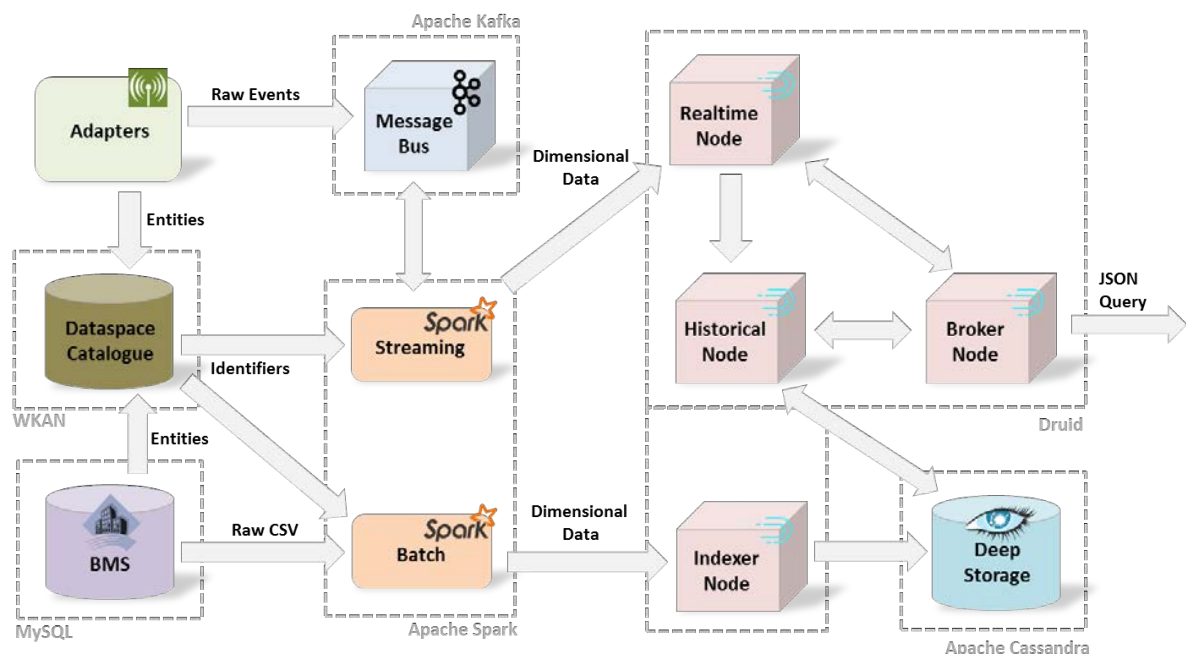 Apache Kafka
Adapters
Raw Events
Message
Bus
Realtime
Node
Dimensional
Data
Entities
Dataspace
Catalogue
Identifiers
WKAN
Spark
Streaming
Historical
Node
Broker
Node
JSON
Query
Druid
Entities
BMS
MySQL
Raw CSV
Spark
Batch
Apache Spark
Dimensional
Data
Indexer
Node
Deep
Storage
Apache Cassandra